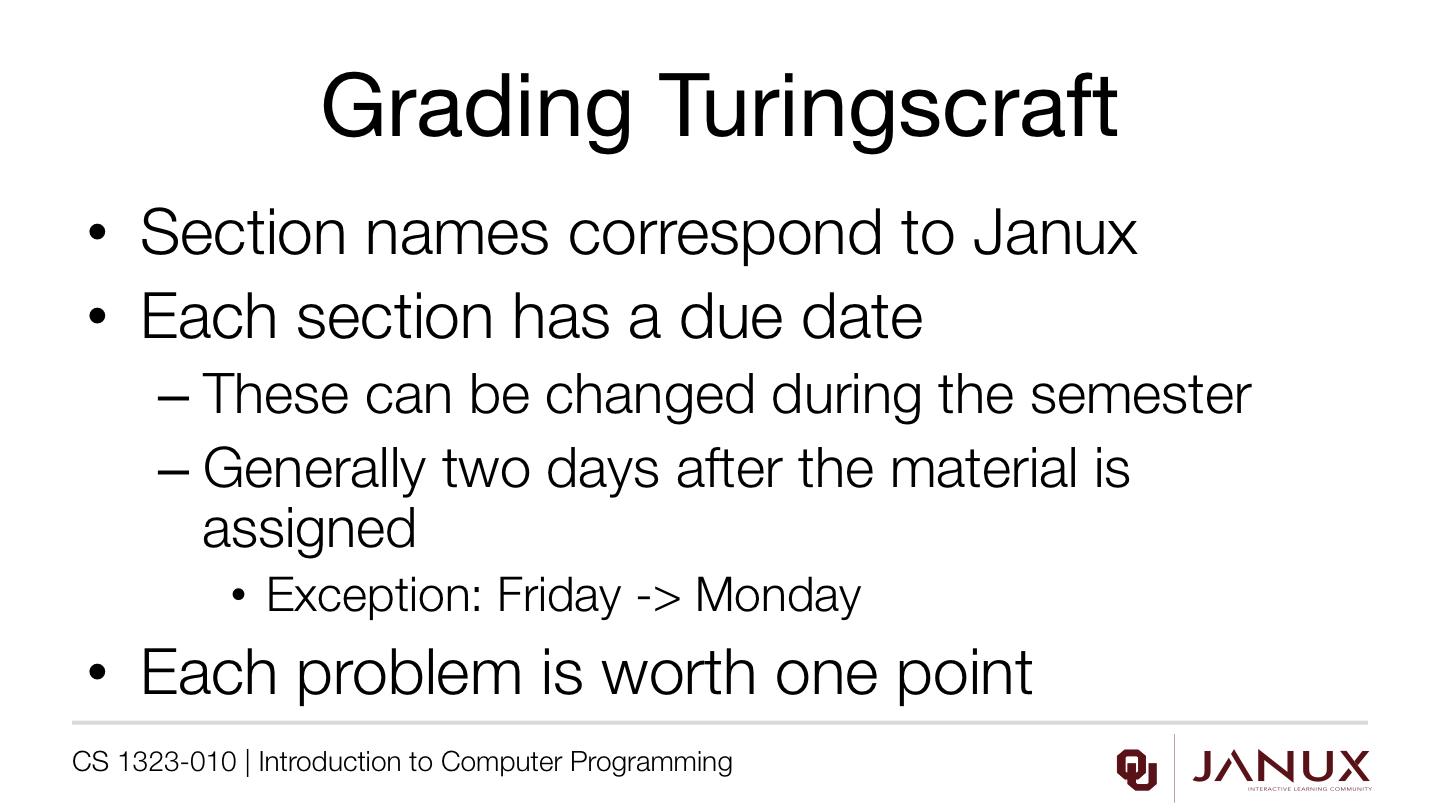 Grading Turingscraft
• Section names correspond to Janux
• Each section has a due date
– These can be changed during the semester
– Generally two days after the material is
assigned
• Exception: Friday -> Monday
• Each problem is worth one point
CS 1323-010 | Introduction to Computer Programming
OU
JANUX
INTERACTIVE LEARNING COMMUNITY